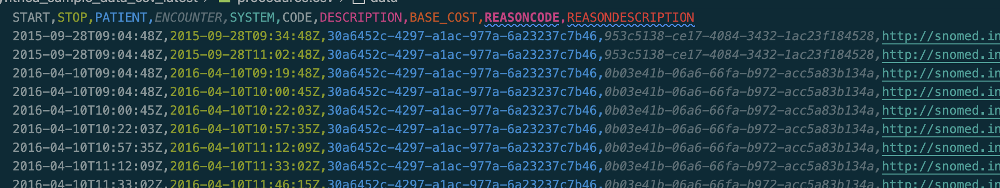 ynthea_sample_data_csv_latest > procedures.csv > data
START,STOP,PATIENT,ENCOUNTER,SYSTEM,CODE,DESCRIPTION,BASE_COST,REASONCODE,REASONDESCRIPTION
2015-09-28T09:04:48Z,2015-09-28T09:34:48Z,30a6452c-4297-a1ac-977a-6a23237c7b46,953c5138-ce17-4084-3432-1ac23f184528,http://snomed.in
2015-09-28T09:04:48Z,2015-09-28T11:02:48Z,30a6452c-4297-a1ac-977a-6a23237c7b46,953c5138-ce17-4084-3432-1ac23f184528,http://snomed.in
2016-04-10T09:04:48Z,2016-04-10T09:19:48Z,30a6452c-4297-a1ac-977a-6a23237c7b46,0b03e41b-06a6-66fa-b972-acc5a83b134a,http://snomed.in
2016-04-10T09:04:48Z,2016-04-10T10:00:45Z,30a6452c-4297-a1ac-977a-6a23237c7b46,0b03e41b-06a6-66fa-b972-acc5a83b134a,http://snomed.in
2016-04-10T10:00:45Z,2016-04-10T10:22:03Z,30a6452c-4297-a1ac-977a-6a23237c7b46,0b03e41b-06a6-66fa-b972-acc5a83b134a,http://snomed.in
2016-04-10T10:22:03Z,2016-04-10T10:57:35Z,30a6452c-4297-a1ac-977a-6a23237c7b46,0b03e41b-06a6-66fa-b972-acc5a83b134a,http://snomed.in
2016-04-10T10:57:35Z,2016-04-10T11:12:09Z,30a6452c-4297-a1ac-977a-6a23237c7b46,0b03e41b-06a6-66fa-b972-acc5a83b134a,http://snomed.in
2016-04-10T11:12:09Z,2016-04-10T11:33:02Z,30a6452c-4297-a1ac-977a-6a23237c7b46,0b03e41b-06a6-66fa-b972-acc5a83b134a,http://snomed.in
2016-04-10T11:33:02Z,2016-04-10T11:46:15Z,30a6452c-4297-a1ac-977a-6a23237c7b46,0b03e41b-06a6-66fa-b972-acc5a83b134a,http://snomed.in